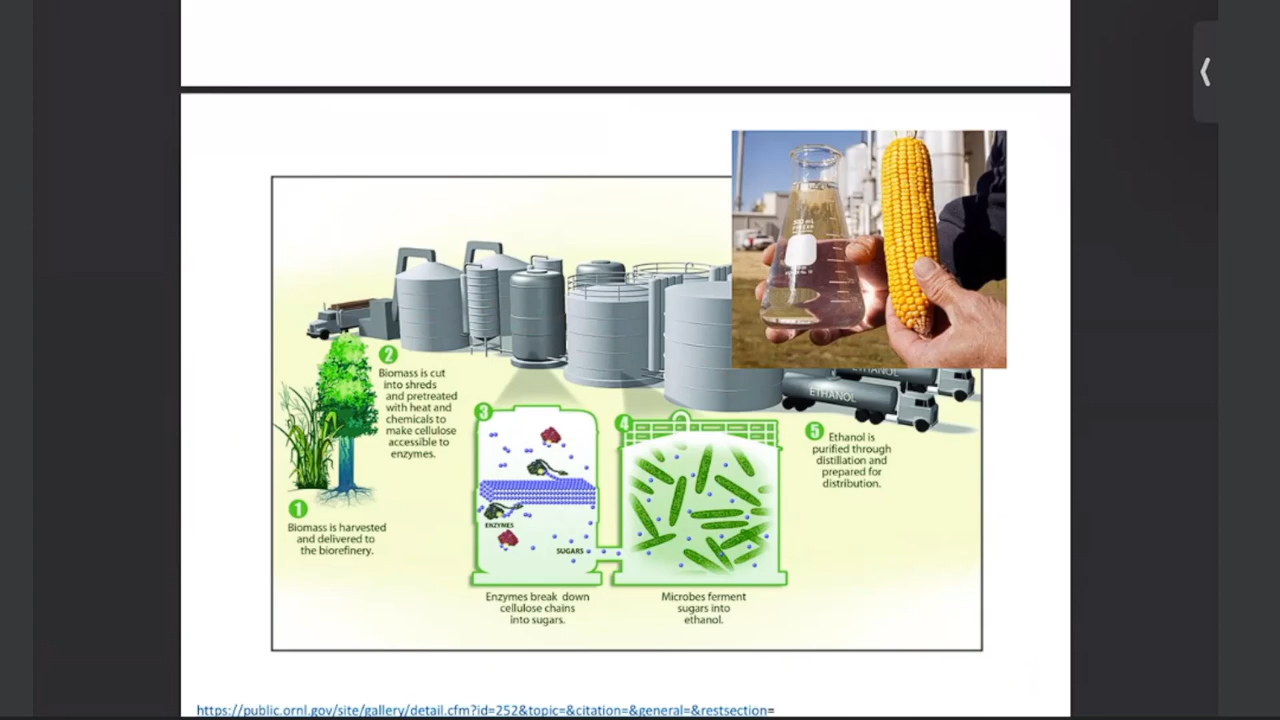 2
Biomass is cut
into shreds
and pretreated
with heat and
chemicals to
make cellulose
accessible to
enzymes.
1
Biomass is harvested
and delivered to
the biorefinery.
3
ENZYMES
SUGARS
Enzymes break down
cellulose chains
into sugars.
4
Microbes ferment
sugars into
ethanol.
ETHANOL
ETHANOL
5
Ethanol is
purified through
distillation and
prepared for
distribution.
https://public.ornl.gov/site/gallery/detail.cfm?id=252&topic=&citation=&general=&restsection=